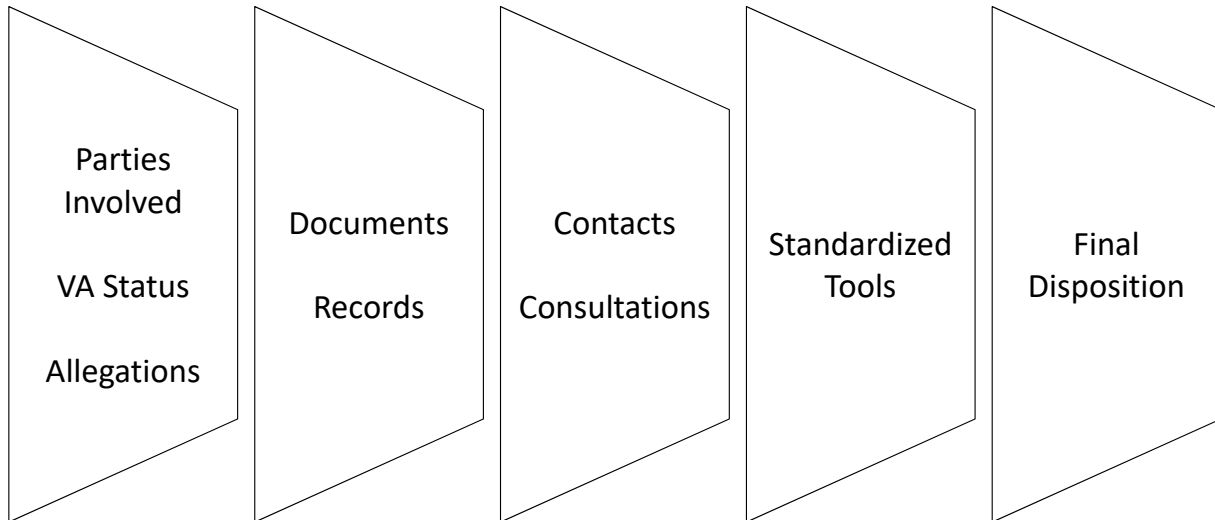 Parties
Involved
VA Status
Allegations
Documents
Records
Contacts
Consultations
Standardized
Tools
Final
Disposition